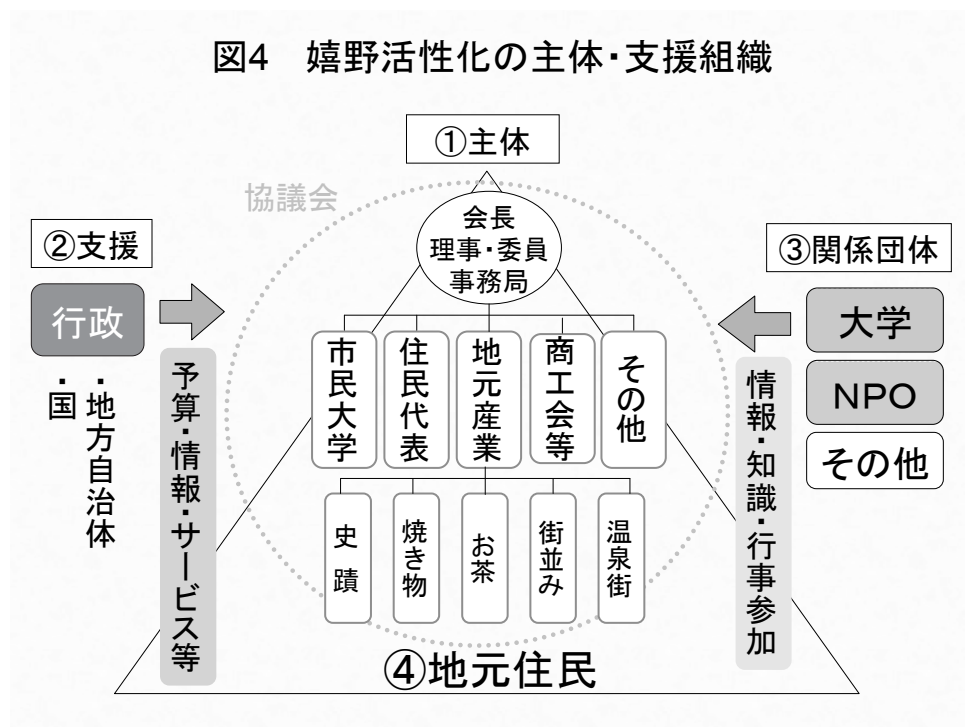 図4　嬉野活性化の主体・支援組織
①主体
協議会
会長
理事・委員
事務局
②支援
行政
・地方自治体
・国
予算・情報・サービス等
③関係団体
大学
NPO
その他
情報・知識・行事参加
市民大学
住民代表
地元産業
商工会等
その他
史蹟
焼き物
お茶
街並み
温泉街
④地元住民